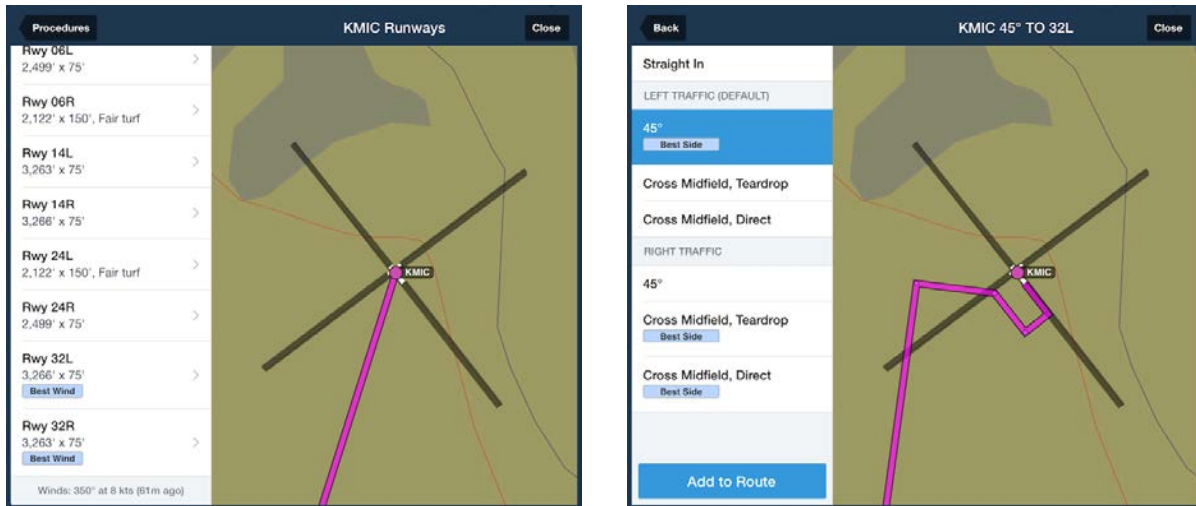 Procedures
KMIC Runways
Close
Rwy 06L
2,499' x 75'
Rwy 06R
2,122' x 150', Fair turf
Rwy 14L
3,263' x 75'
Rwy 14R
3,266' x 75'
Rwy 24L
2,122' x 150', Fair turf
Rwy 24R
2,499' x 75'
Rwy 32L
3,266' x 75'
Best Wind
Rwy 32R
3,263' x 75'
Best Wind
Winds: 350° at 8 kts (61m ago)
KMIC
Back
KMIC 45° TO 32L
Close
Straight In
LEFT TRAFFIC (DEFAULT)
45°
Best Side
Cross Midfield, Teardrop
Cross Midfield, Direct
RIGHT TRAFFIC
45°
Cross Midfield, Teardrop
Best Side
Cross Midfield, Direct
Best Side
Add to Route
KMIC